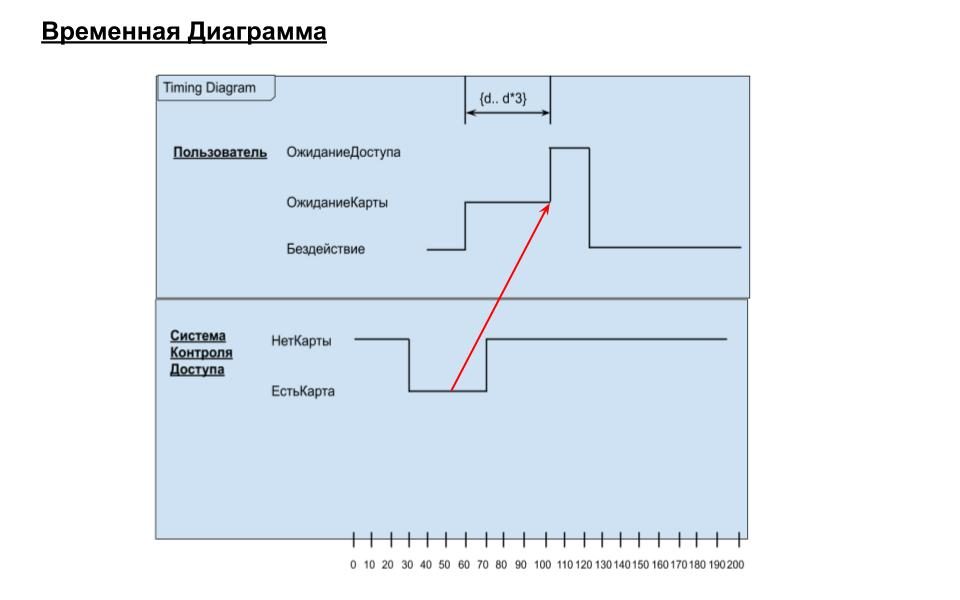 Временная Диаграмма
Timing Diagram
{d.. d*3}
Пользователь
ОжиданиеДоступа
ОжиданиеКарты
Бездействие
Система
Контроля
Доступа
НетКарты
ЕстьКарта
0 10 20 30 40 50 60 70 80 90 100 110 120 130 140 150 160 170 180 190 200